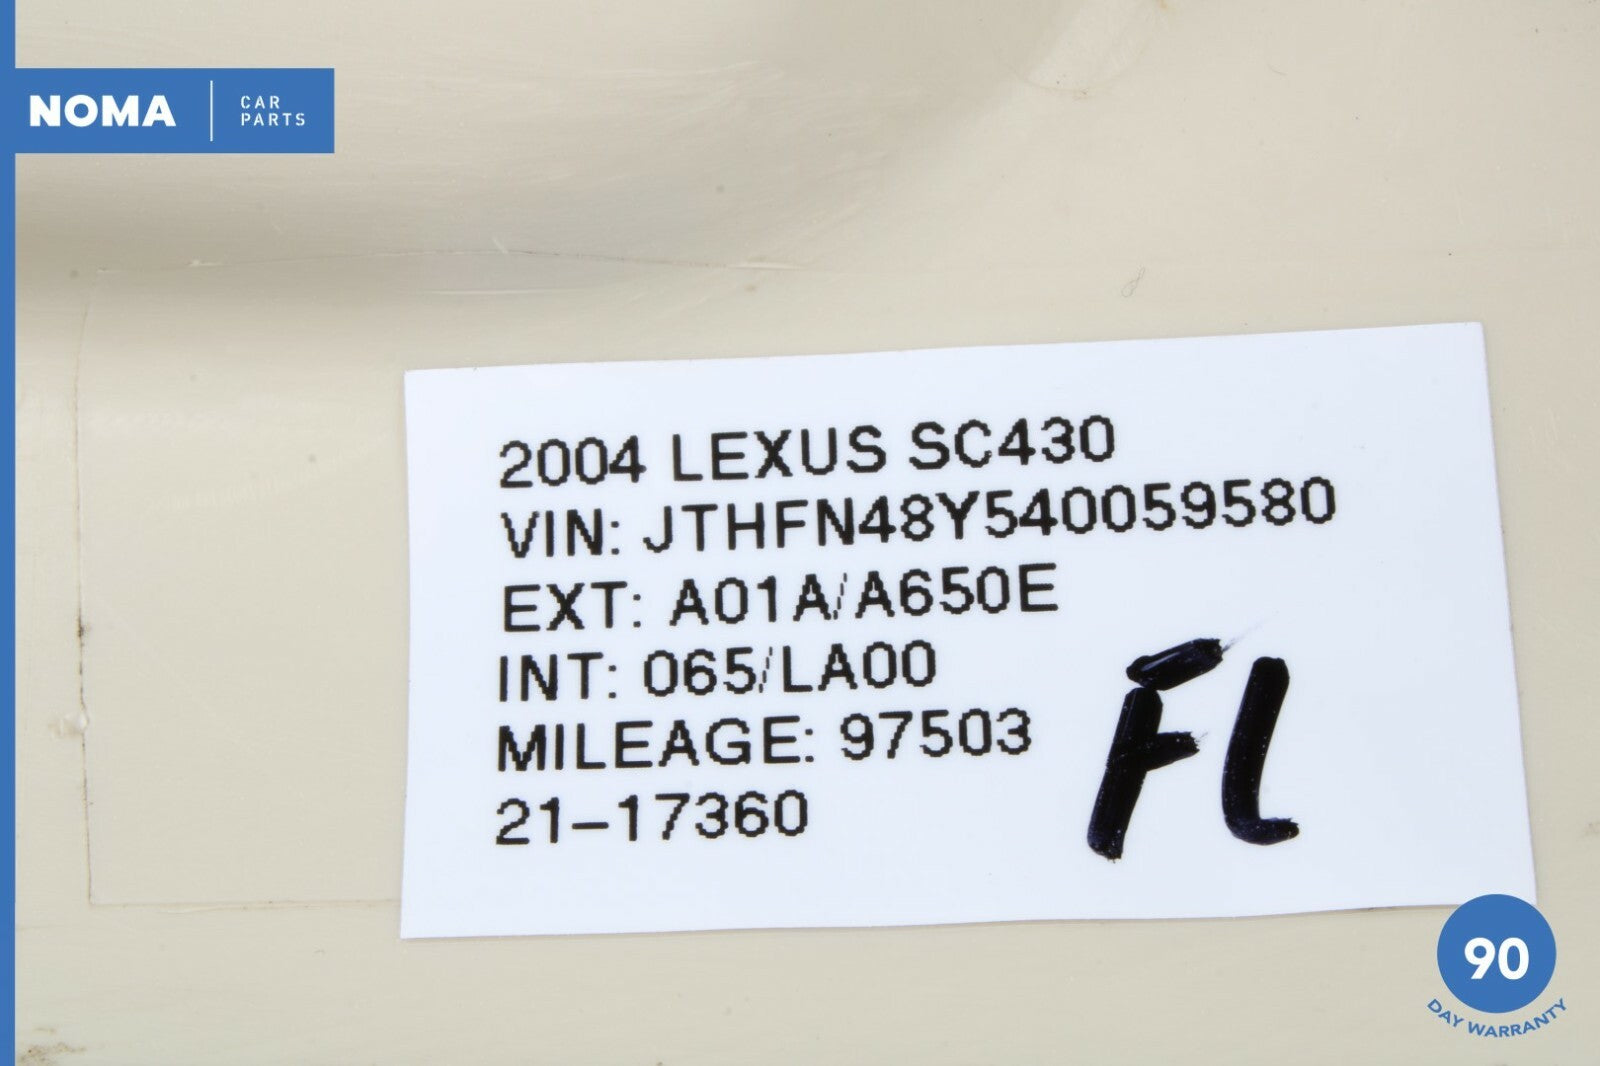 NOMA
CAR
PARTS
2004 LEXUS SC430
VIN: JTHFN48Y540059580
EXT: A01A/A650E
INT: 065/LA00
MILEAGE: 97503
21-17360
FL
90
DAY WARRANTY